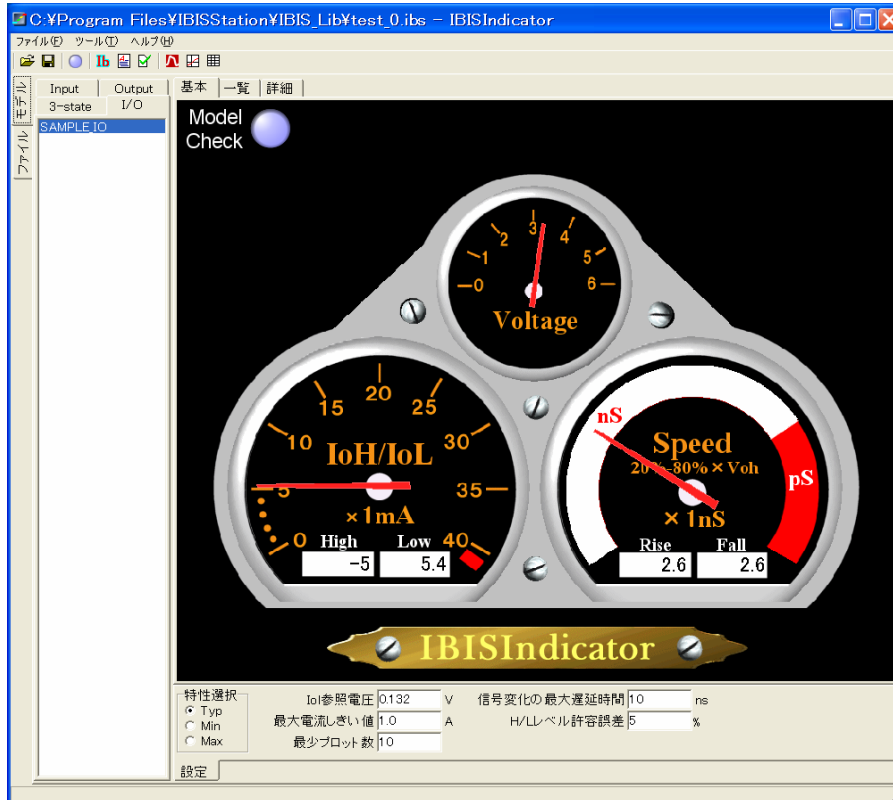 C:¥Program Files¥IBISStation¥IBIS_Lib¥test_0.ibs - IBISIndicator
ファイル(F) ツール(T) ヘルプ(H)
Ib
モデル
ファイル
Input Output
3-state I/O
SAMPLE_IO
基本 一覧 詳細
Model
Check
0 1 2 3 4 5 6
Voltage
0 5 10 15 20 25 30 35 40
IoH/IoL
×1mA
High Low
-5 5.4
nS
pS
Speed
20%-80%×Voh
×1nS
Rise Fall
2.6 2.6
IBISIndicator
特性選択
Typ
Min
Max
Iol参照電圧 0.132 V
最大電流しきい値 1.0 A
最少プロット数 10
信号変化の最大遅延時間 10 ns
H/Lレベル許容誤差 5 %
設定